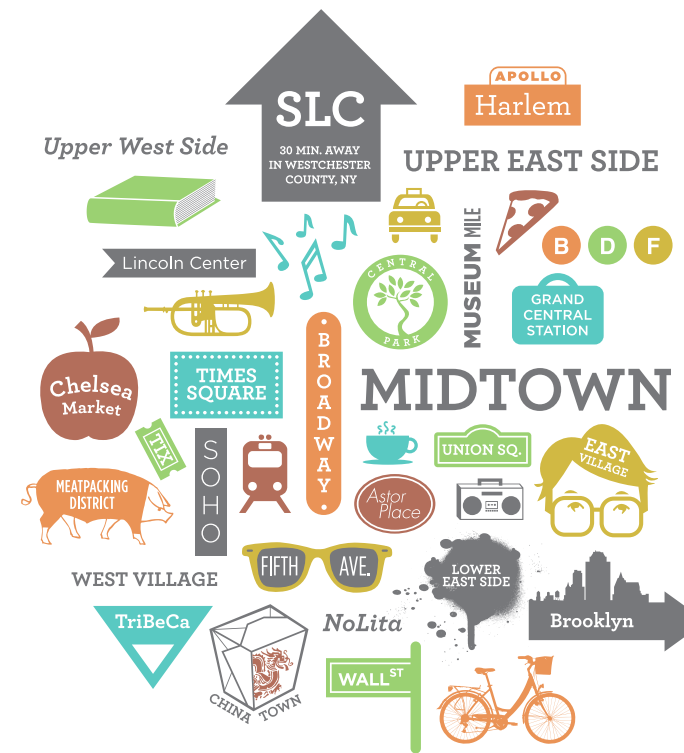 SLC
30 MIN. AWAY
IN WESTCHESTER
COUNTY, NY
APOLLO
Harlem
Upper West Side
UPPER EAST SIDE
MUSEUM MILE
B D F
Lincoln Center
CENTRAL
PARK
GRAND
CENTRAL
STATION
Chelsea
Market
TIMES
SQUARE
BROADWAY
MIDTOWN
TIX
SOHO
UNION SQ.
EAST
VILLAGE
MEATPACKING
DISTRICT
Astor
Place
FIFTH AVE.
WEST VILLAGE
LOWER
EAST SIDE
TriBeCa
NoLita
Brooklyn
CHINA TOWN
WALL ST